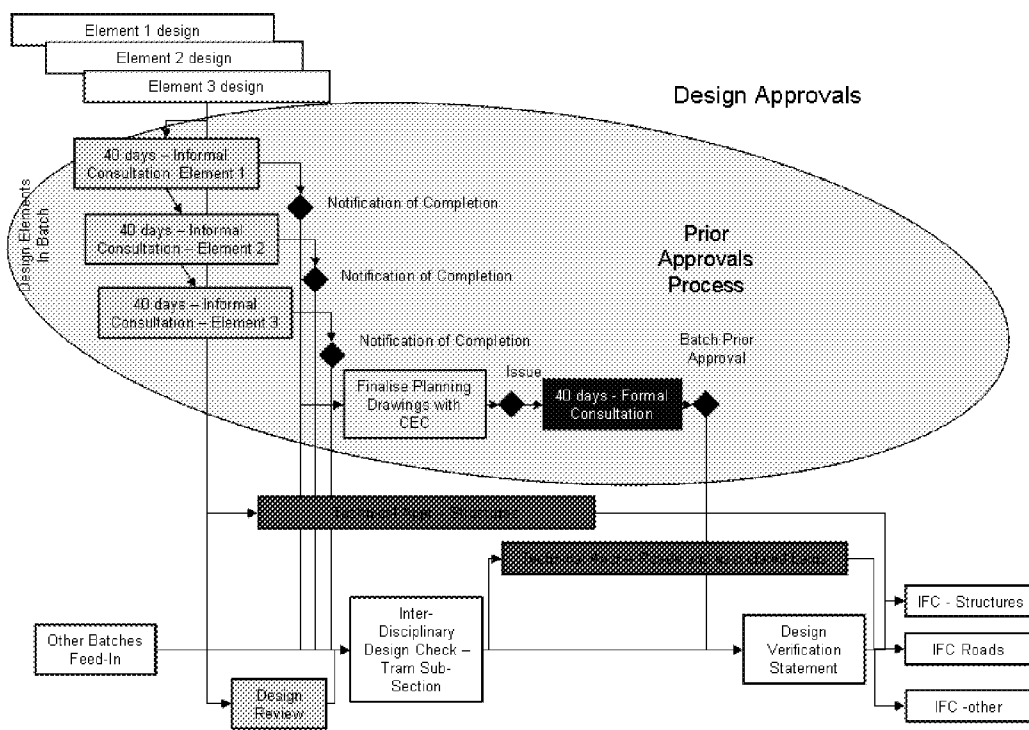 Element 1 design
Element 2 design
Element 3 design
Design Approvals
40 days – Informal
Consultation Element 1
Notification of Completion
Design Elements
In Batch
40 days – Informal
Consultation – Element 2
Notification of Completion
Prior
Approvals
Process
40 days – Informal
Consultation – Element 3
Notification of Completion
Batch Prior
Approval
Issue
Finalise Planning
Drawings with
CEC
40 days - Formal
Consultation
IFC - Structures
Other Batches
Feed-In
Inter-
Disciplinary
Design Check –
Tram Sub-
Section
Design
Verification
Statement
IFC Roads
Design
Review
IFC -other